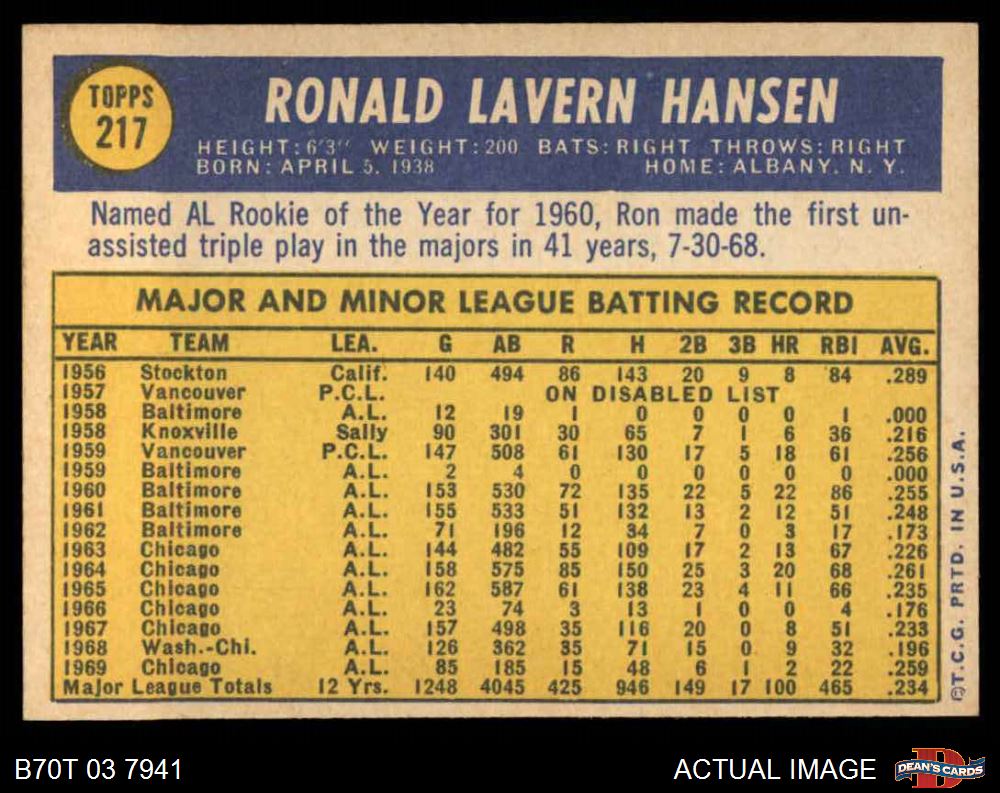 TOPPS
217
RONALD LAVERN HANSEN
HEIGHT: 6'3" WEIGHT: 200 BATS: RIGHT THROWS: RIGHT
BORN: APRIL 5, 1938 HOME: ALBANY, N. Y.
Named AL Rookie of the Year for 1960, Ron made the first un-
assisted triple play in the majors in 41 years, 7-30-68.
MAJOR AND MINOR LEAGUE BATTING RECORD
YEAR TEAM LEA. G AB R H 2B 3B HR RBI AVG.
1956 Stockton Calif. 140 494 86 143 20 9 8 84 .289
1957 Vancouver P.C.L. ON DISABLED LIST
1958 Baltimore A.L. 12 19 1 0 0 0 0 1 .000
1958 Knoxville Sally 90 301 30 65 7 1 6 36 .216
1959 Vancouver P.C.L. 147 508 61 130 17 5 18 61 .256
1959 Baltimore A.L. 2 4 0 0 0 0 0 0 .000
1960 Baltimore A.L. 153 530 72 135 22 5 22 86 .255
1961 Baltimore A.L. 155 533 51 132 13 2 12 51 .248
1962 Baltimore A.L. 71 196 12 34 7 0 3 17 .173
1963 Chicago A.L. 144 482 55 109 17 2 13 67 .226
1964 Chicago A.L. 158 575 85 150 25 3 20 68 .261
1965 Chicago A.L. 162 587 61 138 23 4 11 66 .235
1966 Chicago A.L. 23 74 3 13 1 0 0 4 .176
1967 Chicago A.L. 157 498 35 116 20 0 8 51 .233
1968 Wash.-Chi. A.L. 126 362 35 71 15 0 9 32 .196
1969 Chicago A.L. 85 185 15 48 6 1 2 22 .259
Major League Totals 12 Yrs. 1248 4045 425 946 149 17 100 465 .234
©T.C.G. PRTD. IN U.S.A.
B70T 03 7941
ACTUAL IMAGE
DEAN'S CARDS